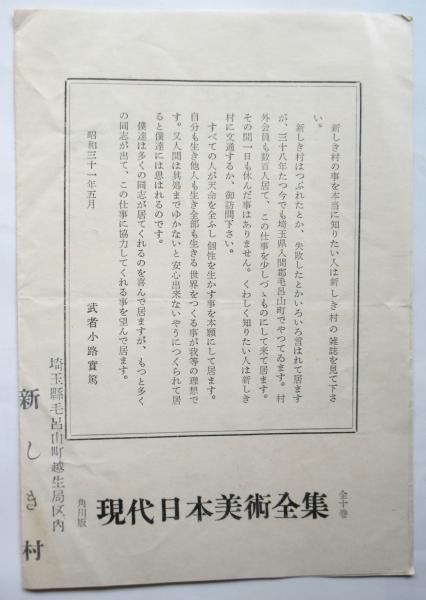 新しき村の事を本当に知りたい人は新しき村の雑誌を見て下さ
い。
新しき村はつぶれたとか、失敗したとかいろいろ言はれて居ます
が、三十八年たつ今でも埼玉県入間郡毛呂山町でやつてゐます。村
外会員も数百人居て、この仕事を少しづゝものにして来て居ます。
その間一日も休んだ事はありません。くわしく知りたい人は新しき
村に文通するか、御訪問下さい。
すべての人が天命を全ふし個性を生かす事を本願にして居ます。
自分も生き他人も生き全部も生きる世界をつくる事が我等の理想で
す。又人間は其処までゆかないと安心出来ないやうにつくられて居
ると僕達には思はれるのです。
僕達は多くの同志が居てくれるのを喜んで居ますが、もつと多く
の同志が出て、この仕事に協力してくれる事を望んで居ます。
昭和三十一年五月
武者小路實篤
埼玉縣毛呂山町越生局区内
新しき村
角川版
現代日本美術全集
全十巻